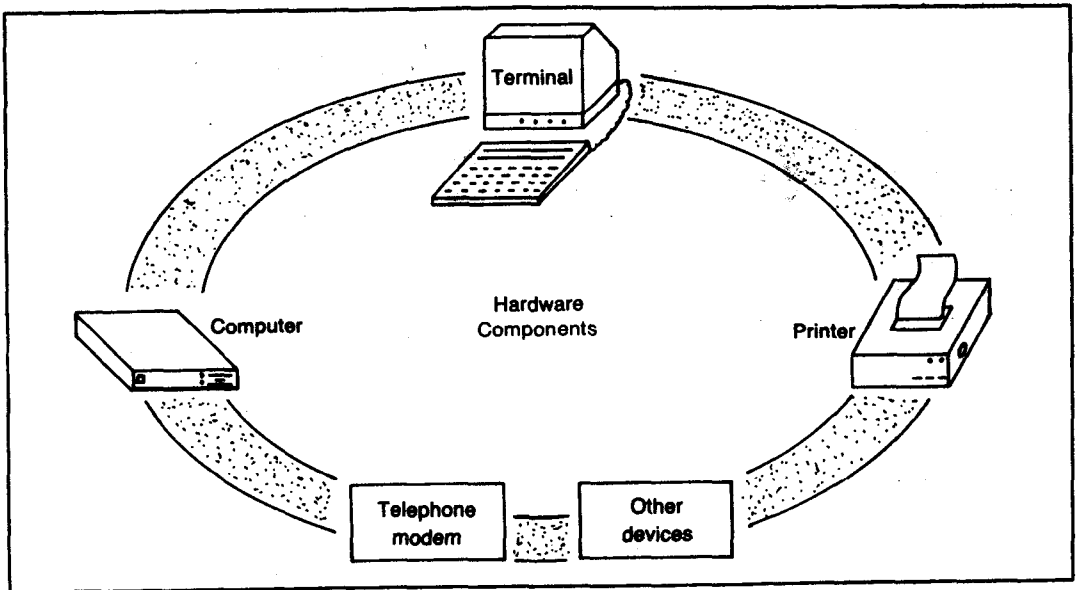 Terminal
Hardware
Components
Computer
Printer
Telephone
modem
Other
devices